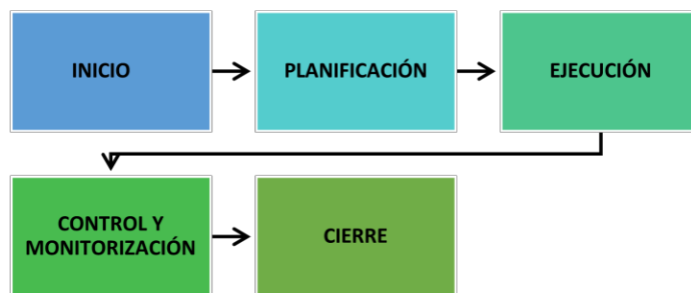 INICIO
PLANIFICACIÓN
EJECUCIÓN
CONTROL Y
MONITORIZACIÓN
CIERRE